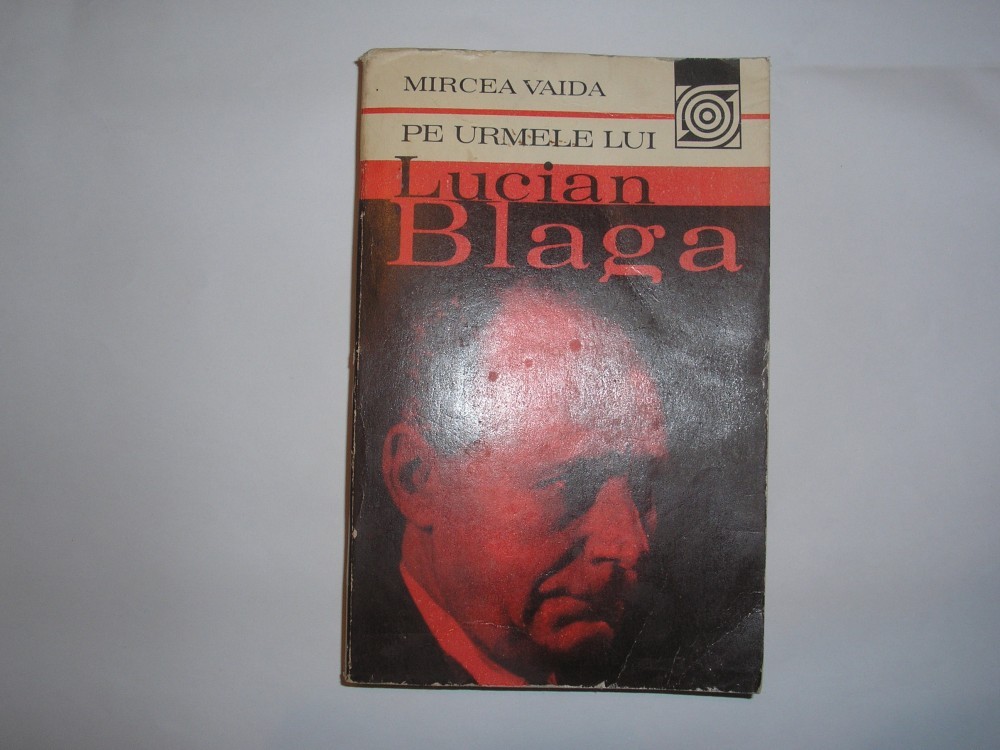 MIRCEA VAIDA
PE URMELE LUI
Lucian
Blaga